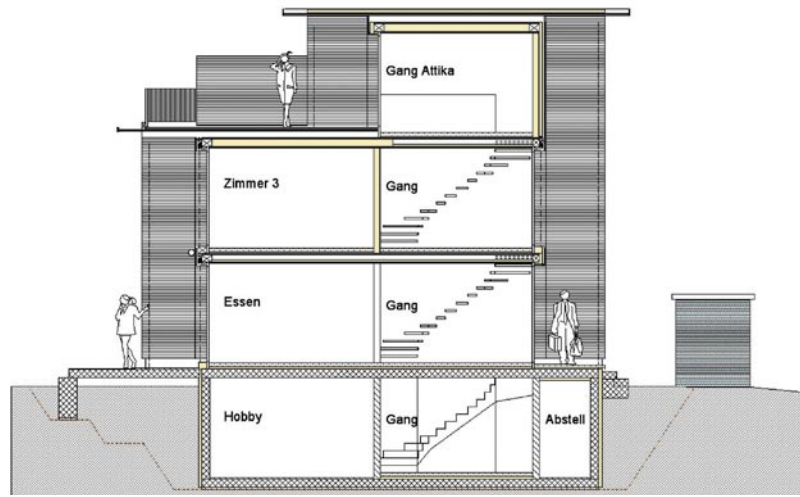 Gang Attika
Zimmer 3
Gang
Essen
Gang
Hobby
Gang
Abstell